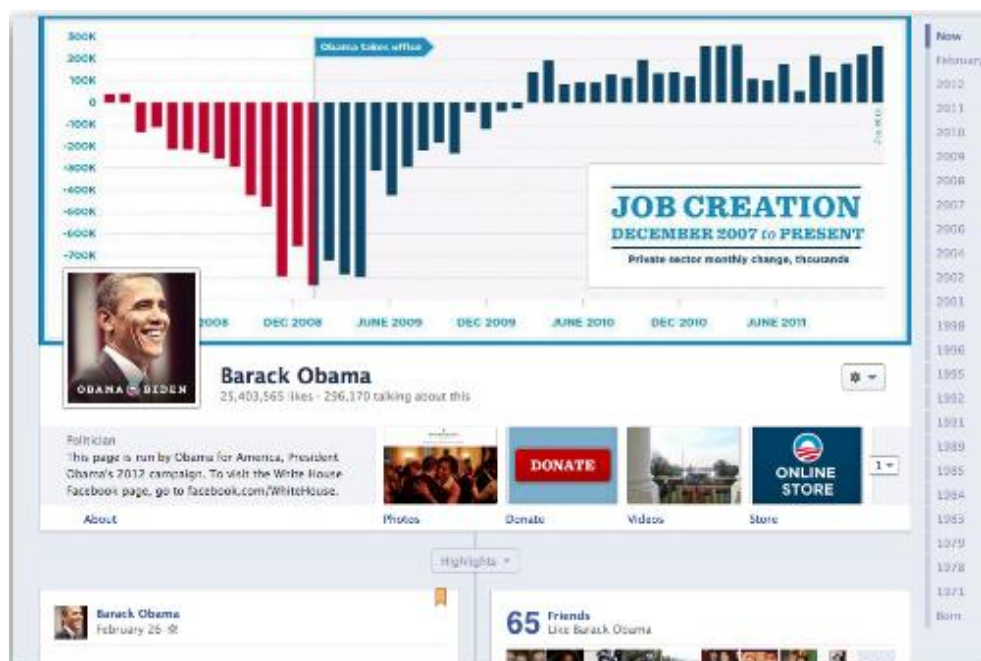 300K
200K
100K
0
-100K
-200K
-300K
-400K
-500K
-600K
-700K
Obama takes office
JOB CREATION
DECEMBER 2007 to PRESENT
Private sector monthly change, thousands
2008
DEC 2008
JUNE 2009
DEC 2009
JUNE 2010
DEC 2010
JUNE 2011
OBAMA BIDEN
Barack Obama
25,403,565 likes · 296,170 talking about this
Politician
This page is run by Obama for America, President
Obama's 2012 campaign. To visit the White House
Facebook page, go to facebook.com/WhiteHouse.
About
Photos
DONATE
Donate
Videos
ONLINE
STORE
Store
1
Highlights
Barack Obama
February 26
65 Friends
Like Barack Obama
Now
February
2012
2011
2010
2009
2008
2007
2006
2004
2002
2001
1998
1996
1995
1992
1991
1989
1985
1984
1983
1979
1978
1971
Born